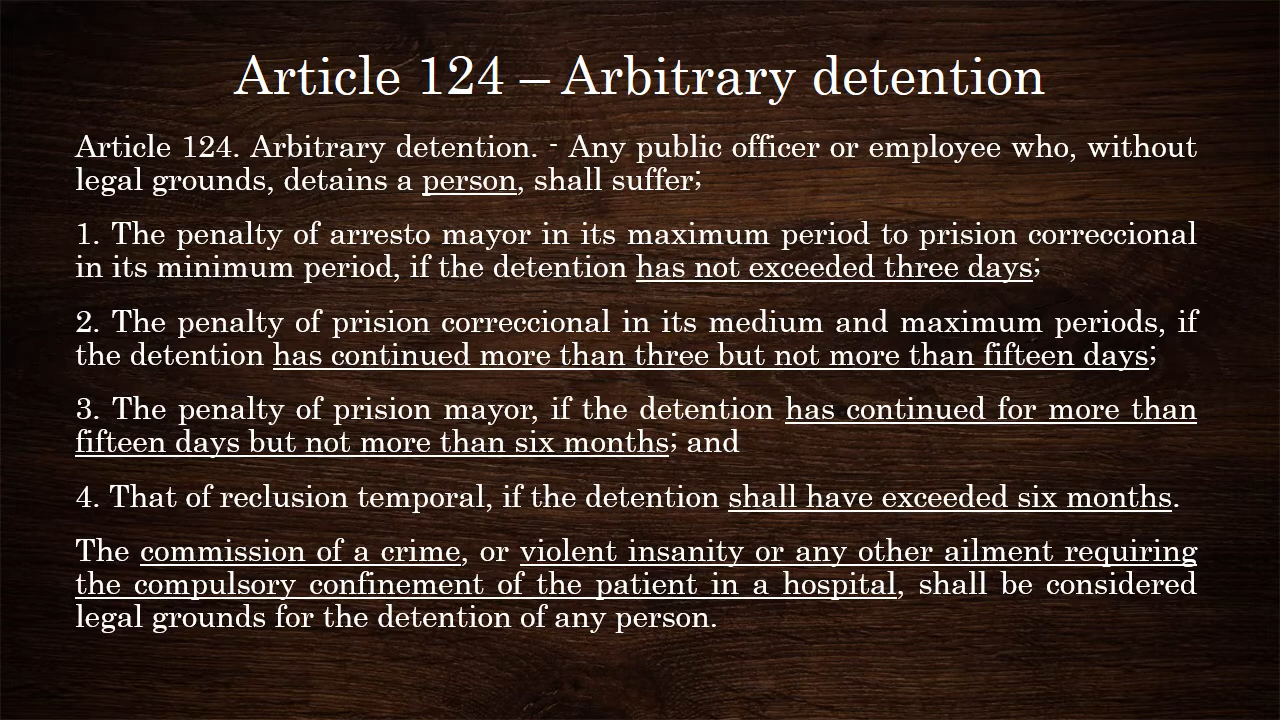 Article 124 – Arbitrary detention
Article 124. Arbitrary detention. - Any public officer or employee who, without
legal grounds, detains a person, shall suffer;
1. The penalty of arresto mayor in its maximum period to prision correccional
in its minimum period, if the detention has not exceeded three days;
2. The penalty of prision correccional in its medium and maximum periods, if
the detention has continued more than three but not more than fifteen days;
3. The penalty of prision mayor, if the detention has continued for more than
fifteen days but not more than six months; and
4. That of reclusion temporal, if the detention shall have exceeded six months.
The commission of a crime, or violent insanity or any other ailment requiring
the compulsory confinement of the patient in a hospital, shall be considered
legal grounds for the detention of any person.